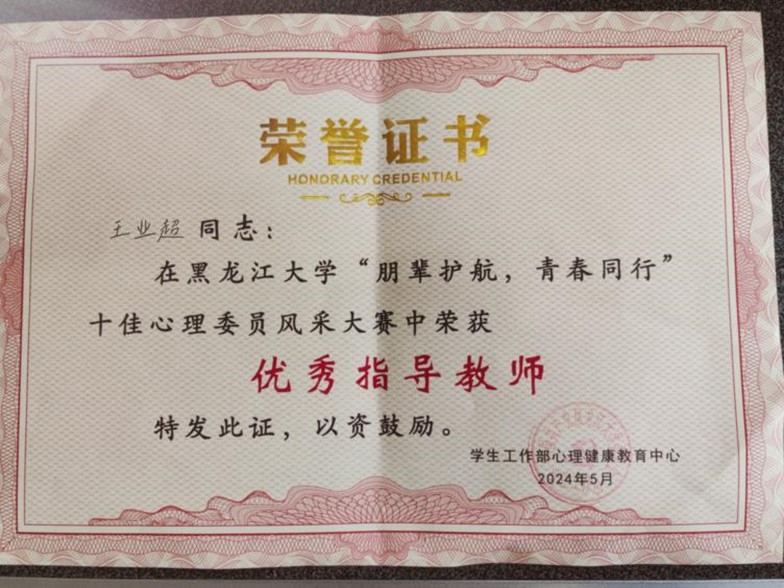 荣誉证书
HONORARY CREDENTIAL
王业超 同志：
在黑龙江大学“朋辈护航，青春同行”
十佳心理委员风采大赛中荣获
优秀指导教师
特发此证，以资鼓励。
学生工作部心理健康教育中心
2024年5月